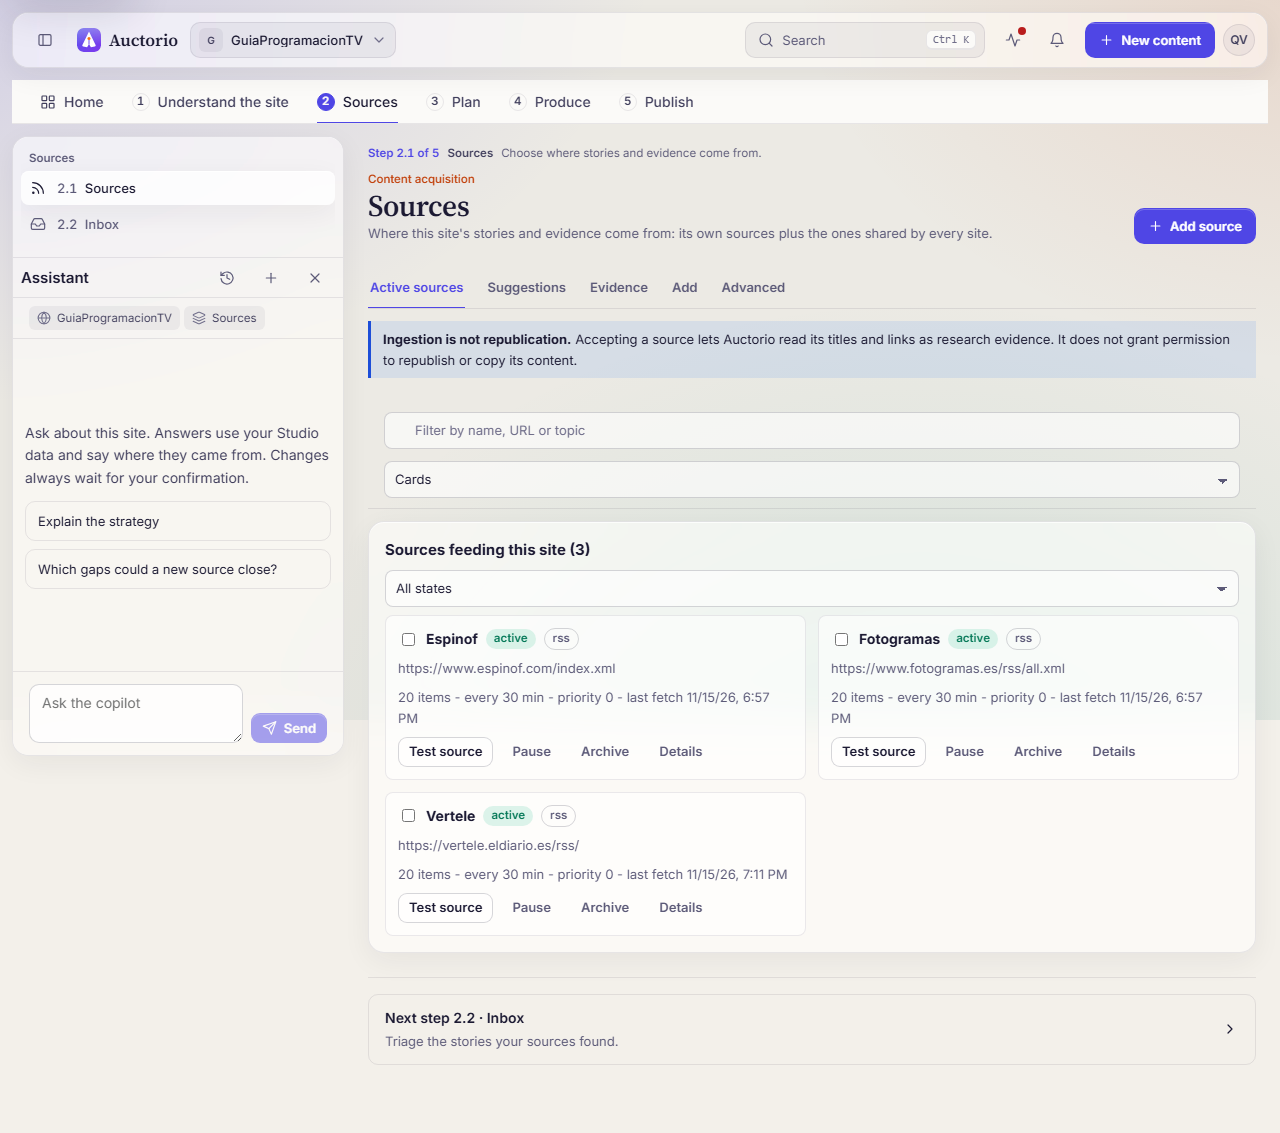 Auctorio
G GuiaProgramacionTV
Search Ctrl K
New content
QV
Home
1 Understand the site
2 Sources
3 Plan
4 Produce
5 Publish
Sources
2.1 Sources
2.2 Inbox
Assistant
GuiaProgramacionTV
Sources
Ask about this site. Answers use your Studio
data and say where they came from. Changes
always wait for your confirmation.
Explain the strategy
Which gaps could a new source close?
Ask the copilot
Send
Step 2.1 of 5 Sources Choose where stories and evidence come from.
Content acquisition
Sources
Where this site's stories and evidence come from: its own sources plus the ones shared by every site.
Add source
Active sources
Suggestions
Evidence
Add
Advanced
Ingestion is not republication. Accepting a source lets Auctorio read its titles and links as research evidence. It does not grant permission
to republish or copy its content.
Filter by name, URL or topic
Cards
Sources feeding this site (3)
All states
Espinof active rss
https://www.espinof.com/index.xml
20 items - every 30 min - priority 0 - last fetch 11/15/26, 6:57
PM
Test source Pause Archive Details
Fotogramas active rss
https://www.fotogramas.es/rss/all.xml
20 items - every 30 min - priority 0 - last fetch 11/15/26, 6:57
PM
Test source Pause Archive Details
Vertele active rss
https://vertele.eldiario.es/rss/
20 items - every 30 min - priority 0 - last fetch 11/15/26, 7:11 PM
Test source Pause Archive Details
Next step 2.2 · Inbox
Triage the stories your sources found.